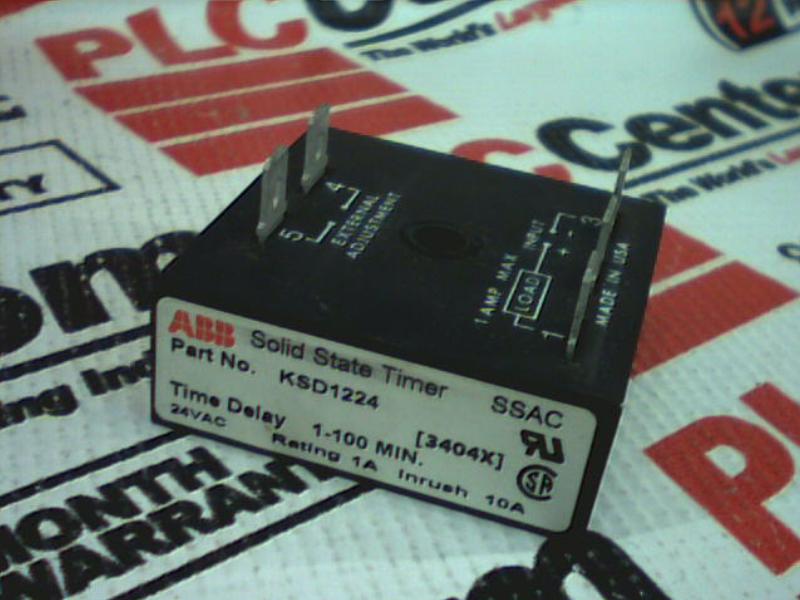 PLC
The World's
PLC Center
The World's
5 4
EXTERNAL
ADJUSTMENT
1 AMP MAX INPUT
LOAD + -
1 3
MADE IN USA
ABB Solid State Timer SSAC
Part No. KSD1224
Time Delay 1-100 MIN. [3404X]
24VAC Rating 1A Inrush 10A
MONTH
WARRANTY